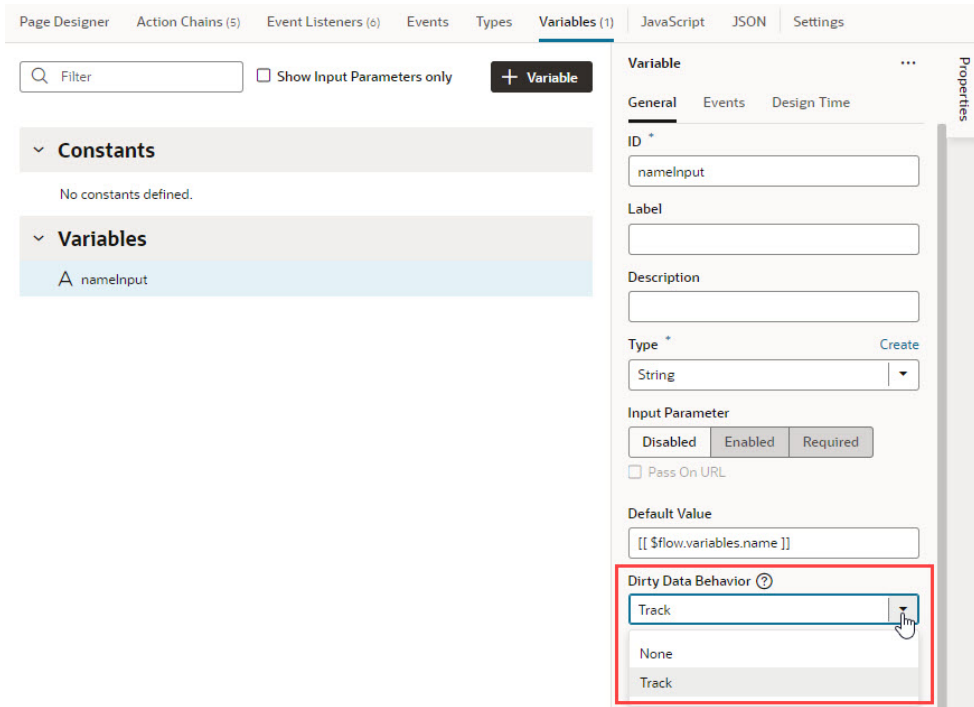 Page Designer Action Chains (5) Event Listeners (6) Events Types Variables (1) JavaScript JSON Settings
Filter Show Input Parameters only + Variable
Constants
No constants defined.
Variables
A nameInput
Variable ...
Properties
General Events Design Time
ID *
nameInput
Label
Description
Type * Create
String
Input Parameter
Disabled Enabled Required
Pass On URL
Default Value
[[ $flow.variables.name ]]
Dirty Data Behavior ?
Track
None
Track